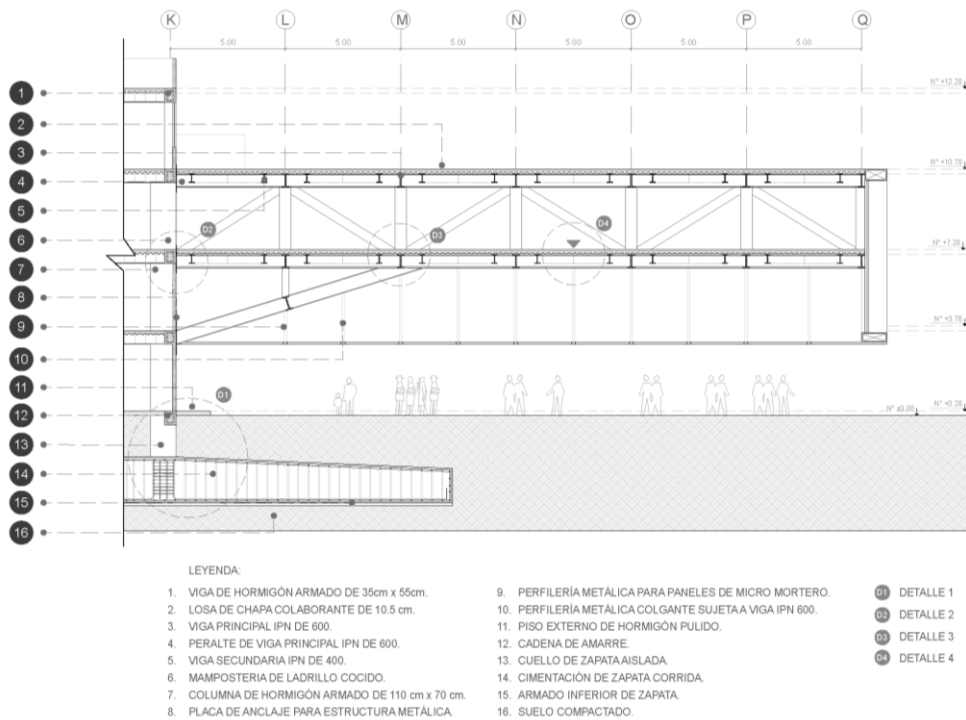 K L M N O P Q
5.00 5.00 5.00 5.00 5.00 5.00
N° +12.20
1
2
3
N° +10.70
4
5
D2 D3 D4
6
N° +7.20
7
8
9
N° +3.70
10
11
D1
N° +0.20
12
N° ±0.00
13
14
15
16
LEYENDA:
1. VIGA DE HORMIGÓN ARMADO DE 35cm x 55cm.
2. LOSA DE CHAPA COLABORANTE DE 10.5 cm.
3. VIGA PRINCIPAL IPN DE 600.
4. PERALTE DE VIGA PRINCIPAL IPN DE 600.
5. VIGA SECUNDARIA IPN DE 400.
6. MAMPOSTERIA DE LADRILLO COCIDO.
7. COLUMNA DE HORMIGÓN ARMADO DE 110 cm x 70 cm.
8. PLACA DE ANCLAJE PARA ESTRUCTURA METÁLICA.
9. PERFILERÍA METÁLICA PARA PANELES DE MICRO MORTERO.
10. PERFILERÍA METÁLICA COLGANTE SUJETA A VIGA IPN 600.
11. PISO EXTERNO DE HORMIGÓN PULIDO.
12. CADENA DE AMARRE.
13. CUELLO DE ZAPATA AISLADA.
14. CIMENTACIÓN DE ZAPATA CORRIDA.
15. ARMADO INFERIOR DE ZAPATA.
16. SUELO COMPACTADO.
D1 DETALLE 1
D2 DETALLE 2
D3 DETALLE 3
D4 DETALLE 4